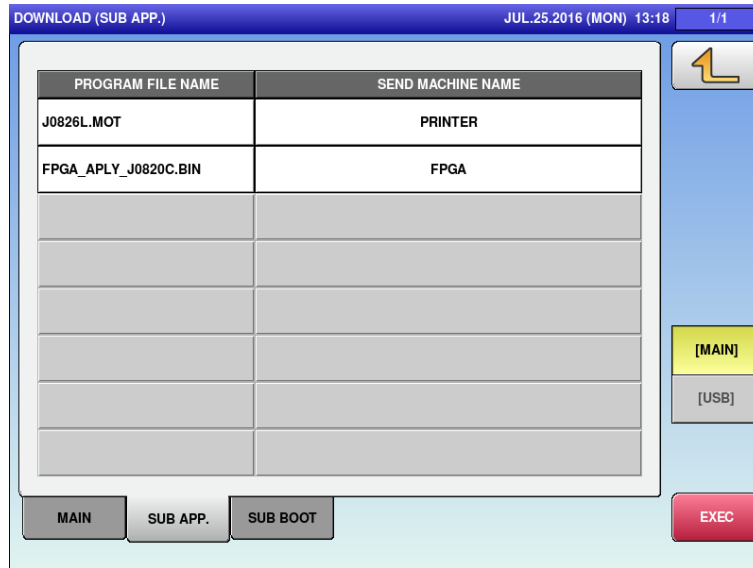 DOWNLOAD (SUB APP.) JUL.25.2016 (MON) 13:18 1/1
PROGRAM FILE NAME SEND MACHINE NAME
J0826L.MOT PRINTER
FPGA_APLY_J0820C.BIN FPGA
[MAIN]
[USB]
MAIN SUB APP. SUB BOOT EXEC